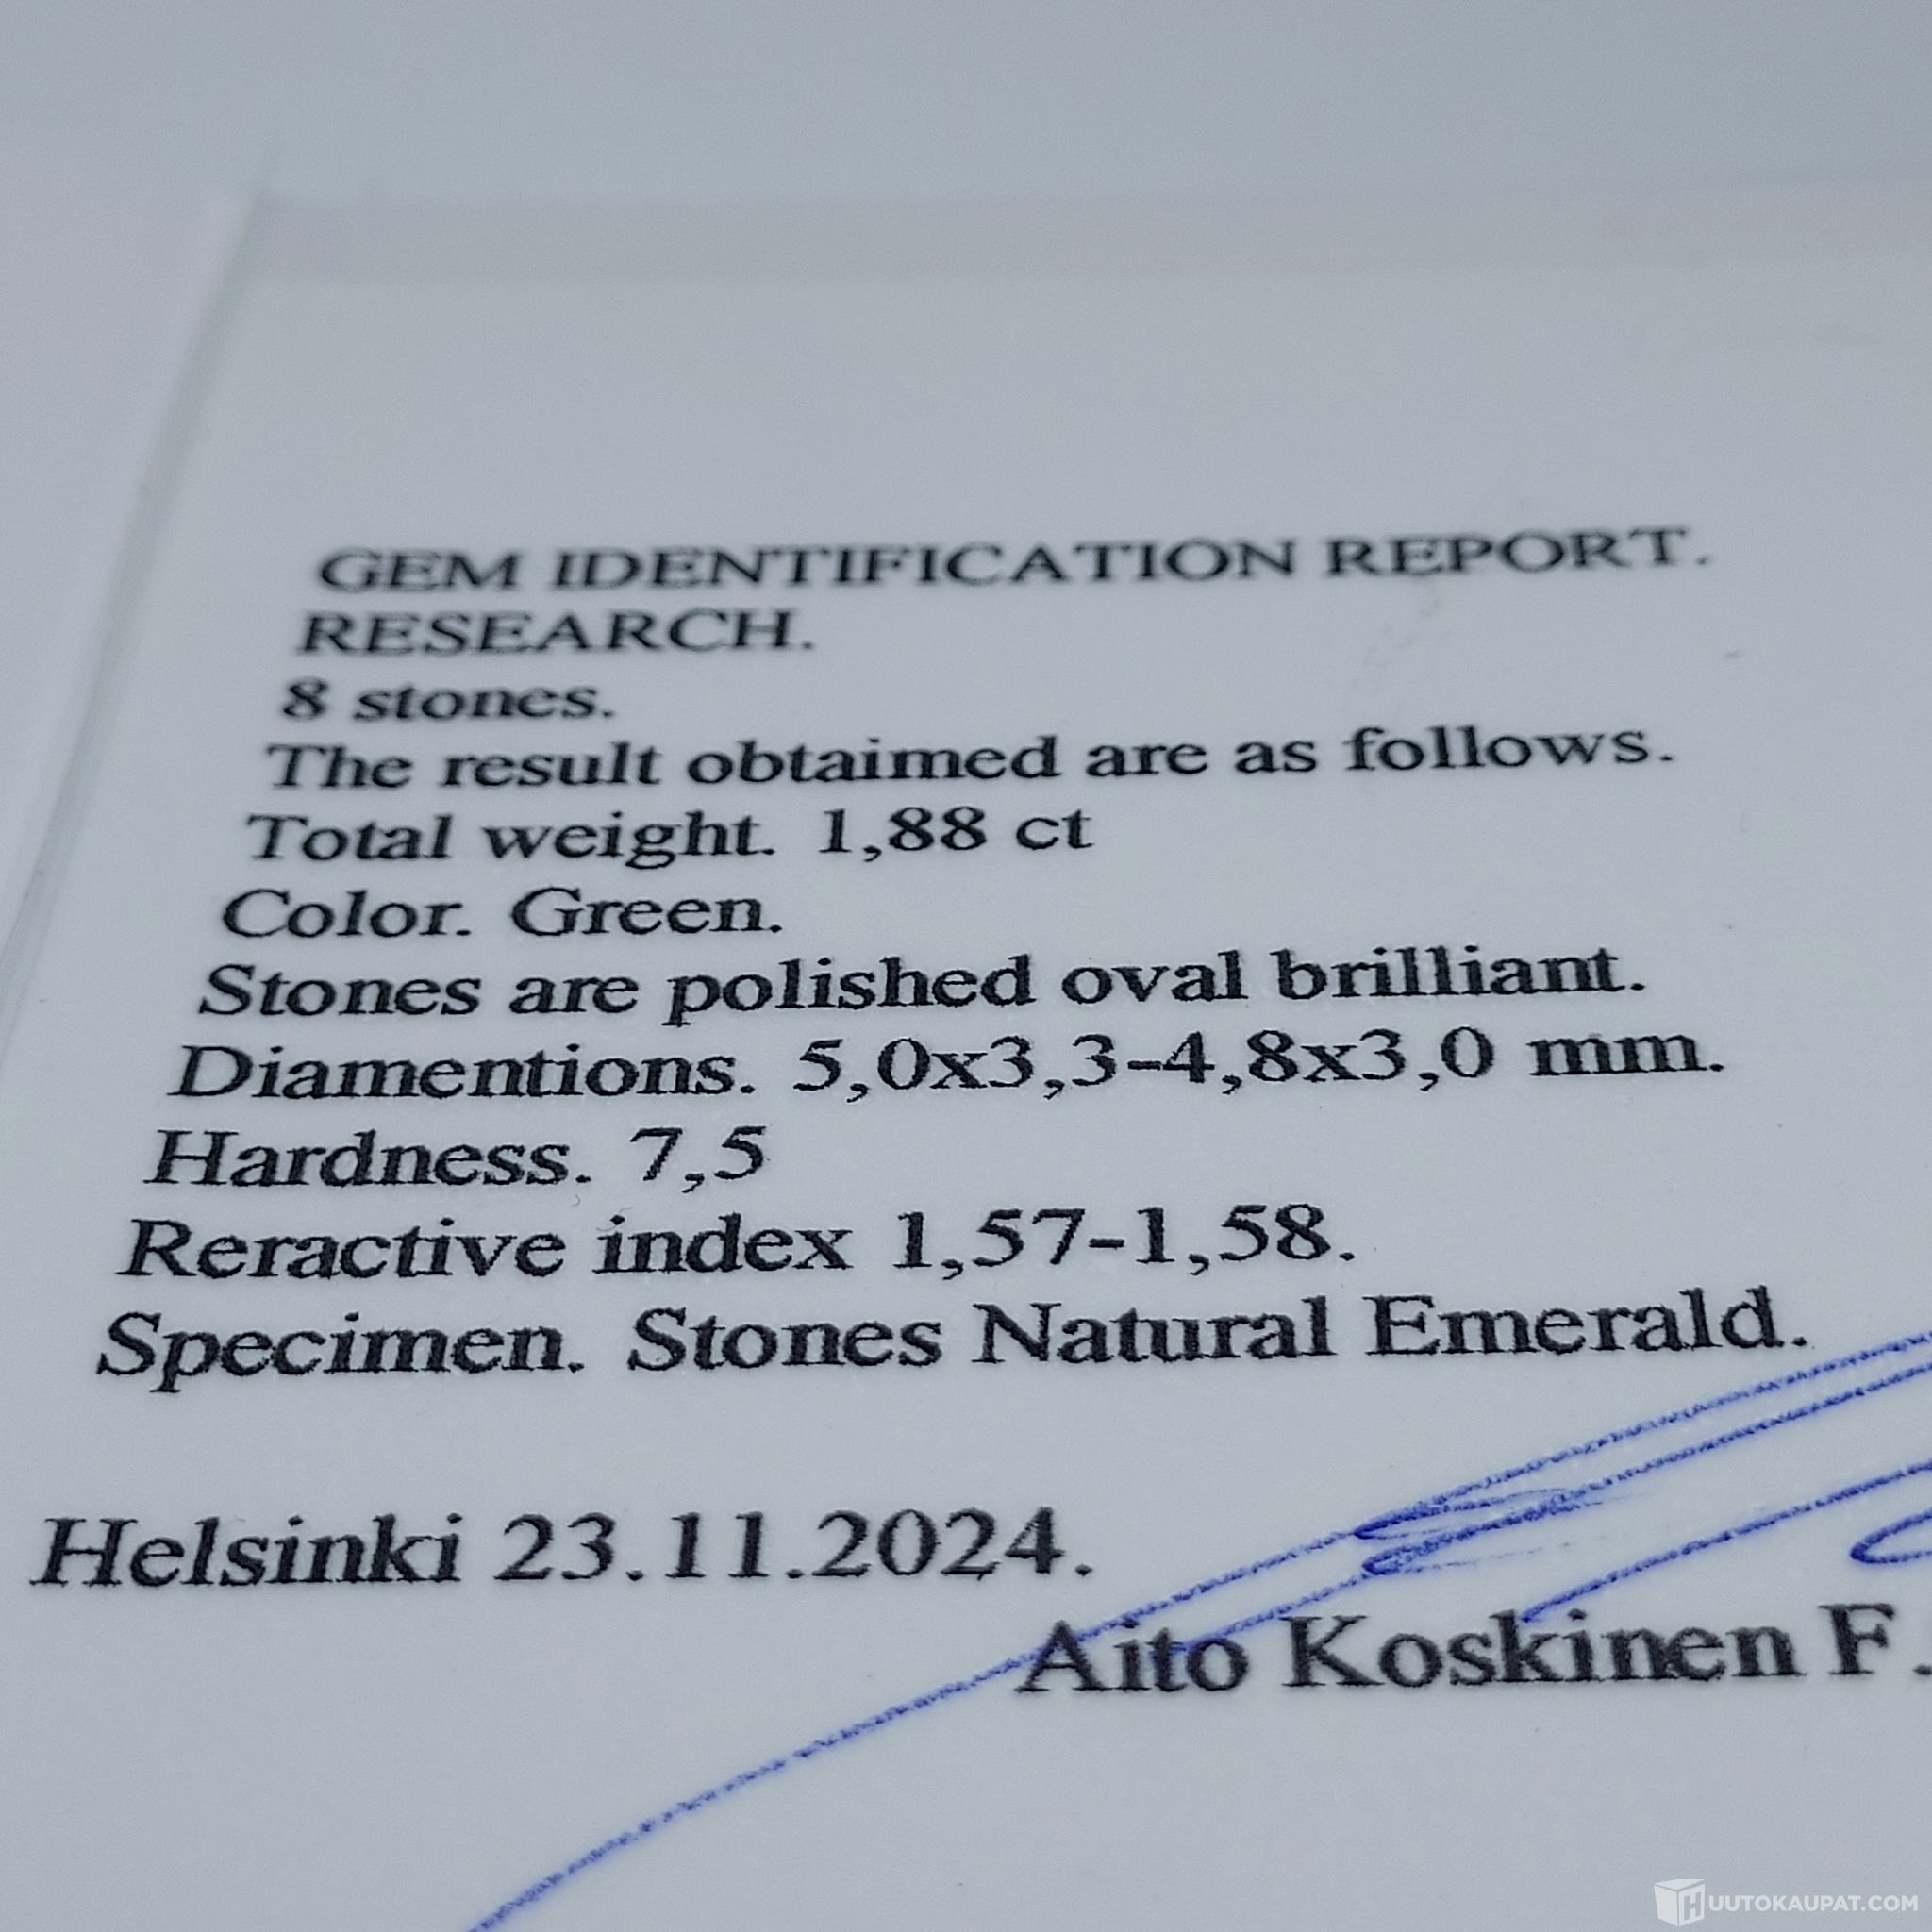 GEM IDENTIFICATION REPORT.
RESEARCH.
8 stones.
The result obtaimed are as follows.
Total weight. 1,88 ct
Color. Green.
Stones are polished oval brilliant.
Diamentions. 5,0x3,3-4,8x3,0 mm.
Hardness. 7,5
Reractive index 1,57-1,58.
Specimen. Stones Natural Emerald.
Helsinki 23.11.2024.
Aito Koskinen F.
HUUTOKAUPAT.COM